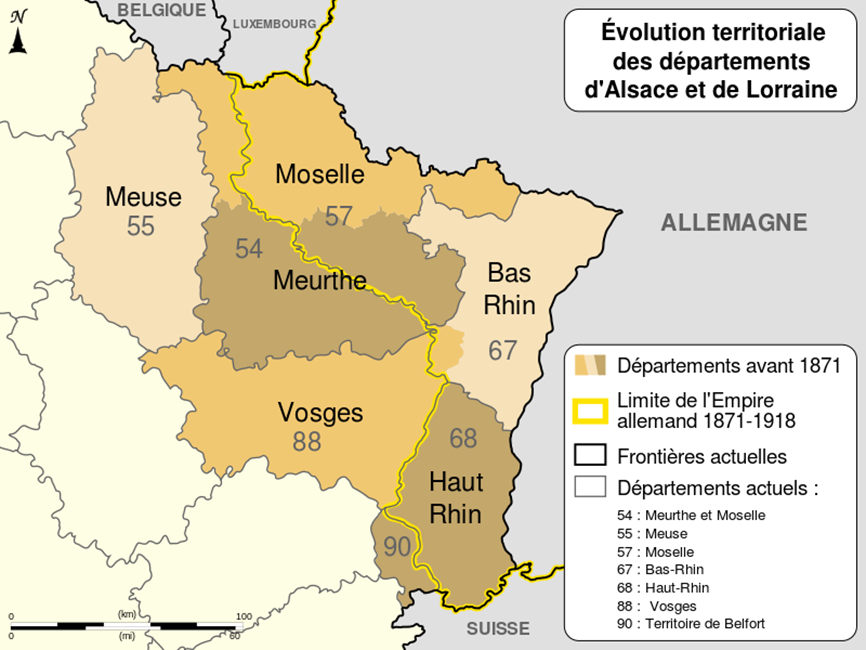 N
BELGIQUE
LUXEMBOURG
Évolution territoriale
des départements
d'Alsace et de Lorraine
Moselle
57
Meuse
55
ALLEMAGNE
54
Meurthe
Bas
Rhin
67
Vosges
88
68
Haut
Rhin
90
SUISSE
Départements avant 1871
Limite de l'Empire
allemand 1871-1918
Frontières actuelles
Départements actuels :
54 : Meurthe et Moselle
55 : Meuse
57 : Moselle
67 : Bas-Rhin
68 : Haut-Rhin
88 : Vosges
90 : Territoire de Belfort
0 (km) 100
0 (mi) 60